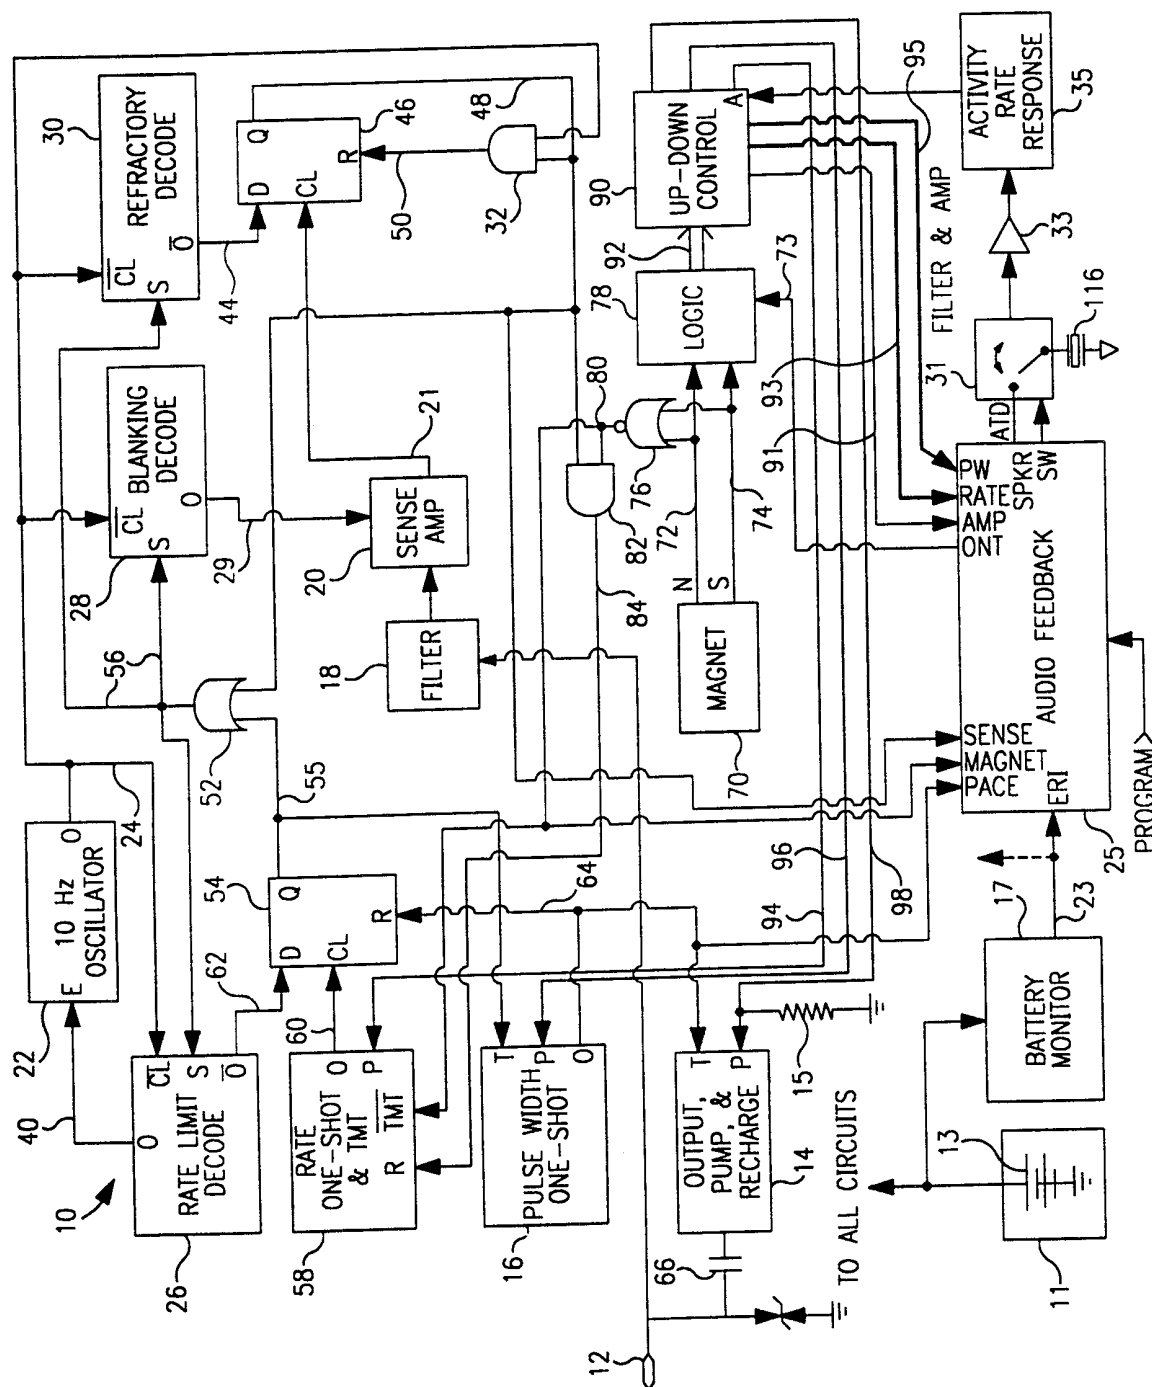 10
40
22
E 10 Hz O
OSCILLATOR
24
56
O
RATE LIMIT
DECODE
CL
S
O
26
62
52
55
28
CL
BLANKING
DECODE
S
O
29
30
CL
REFRACTORY
DECODE
S
O
44
Q
D
CL
R
46
48
50
32
54
Q
D
CL
R
60
64
RATE
ONE-SHOT
& TMT
O
P
TMT
R
58
18
FILTER
20
SENSE
AMP
21
PULSE WIDTH
ONE-SHOT
T
P
O
16
84
82
80
76
72
74
N
S
MAGNET
70
78
LOGIC
92
73
90
UP-DOWN
CONTROL
A
OUTPUT,
PUMP, &
RECHARGE
T
P
14
15
66
12
94
96
98
91
93
95
FILTER & AMP
TO ALL CIRCUITS
13
11
17
BATTERY
MONITOR
23
25
ERI
PACE
MAGNET
SENSE
AUDIO FEEDBACK
PROGRAM
ONT
AMP
RATE
PW
SPKR
SW
ATD
31
116
33
ACTIVITY
RATE
RESPONSE
35